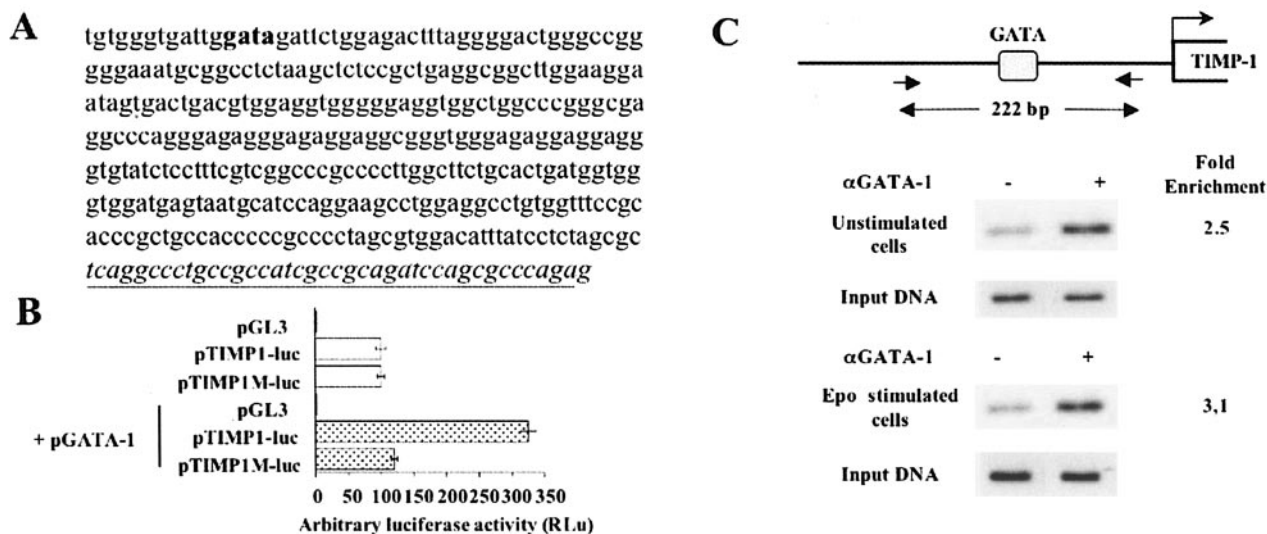 A
tgtgggtgattgggatagattctggagactttaggggactgggccgg
gggaaatgcggcctctaagctctccgctgaggcggcttggaagga
atagtgactgacgtggaggtgggggaggtggctggcccgggcga
ggcccagggagagggagaggaggcgggtgggagaggaggagg
gtgtatctcctttcgtcggcccgccccttggcttctgcactgatggtgg
gtggatgagtaatgcatccaggaagcctggaggcctgtggtttccgc
acccgctgccacccccgcccctagcgtggacatttatcctctagcgc
tcaggccctgccgccatcgccgcagatccagcgcccagag
B
pGL3
pTIMP1-luc
pTIMP1M-luc
+ pGATA-1
pGL3
pTIMP1-luc
pTIMP1M-luc
0 50 100 150 200 250 300 350
Arbitrary luciferase activity (RLu)
C
GATA
TIMP-1
222 bp
Fold
Enrichment
αGATA-1 - +
Unstimulated
cells
2.5
Input DNA
αGATA-1 - +
Epo stimulated
cells
3,1
Input DNA